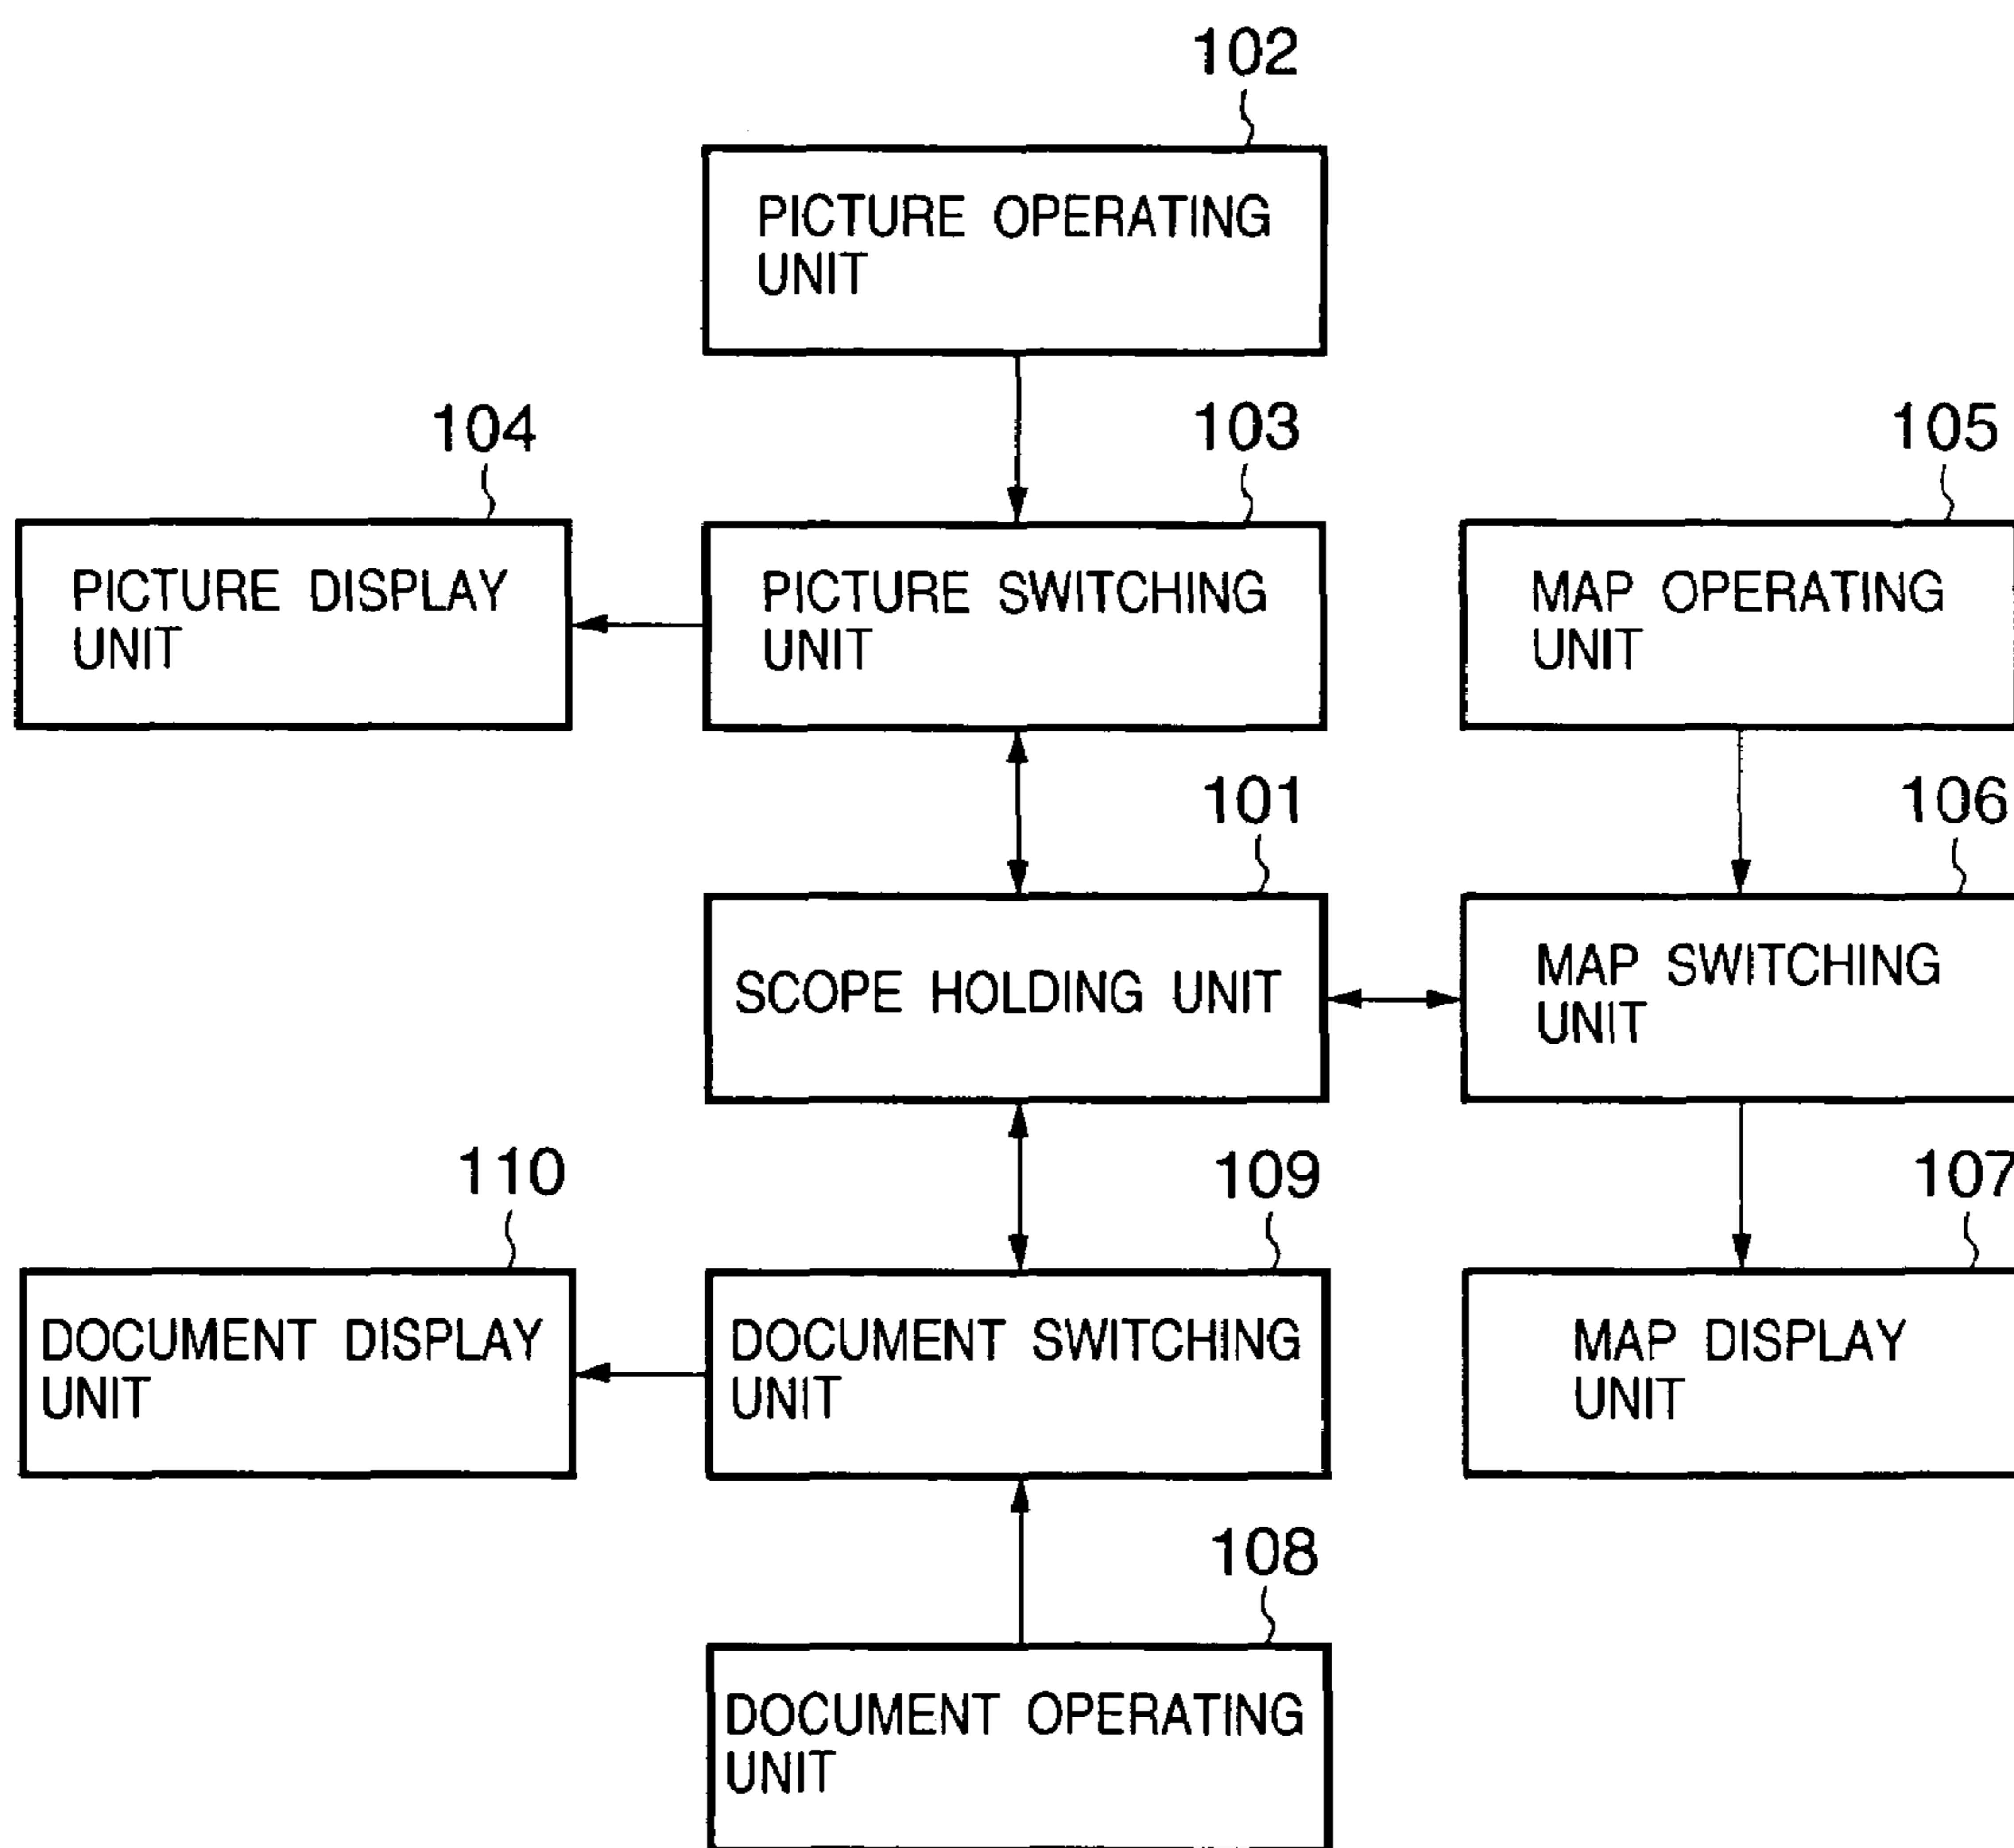 102
PICTURE OPERATING
UNIT
104
103
105
PICTURE DISPLAY
UNIT
PICTURE SWITCHING
UNIT
MAP OPERATING
UNIT
101
106
SCOPE HOLDING UNIT
MAP SWITCHING
UNIT
110
109
107
DOCUMENT DISPLAY
UNIT
DOCUMENT SWITCHING
UNIT
MAP DISPLAY
UNIT
108
DOCUMENT OPERATING
UNIT